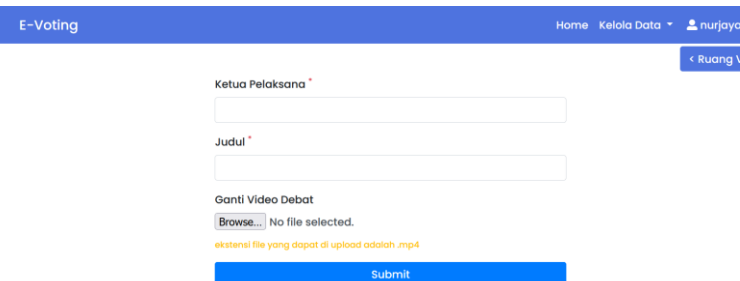 E-Voting Home Kelola Data nurjaya
< Ruang V
Ketua Pelaksana *
Judul *
Ganti Video Debat
Browse... No file selected.
ekstensi file yang dapat di upload adalah .mp4
Submit